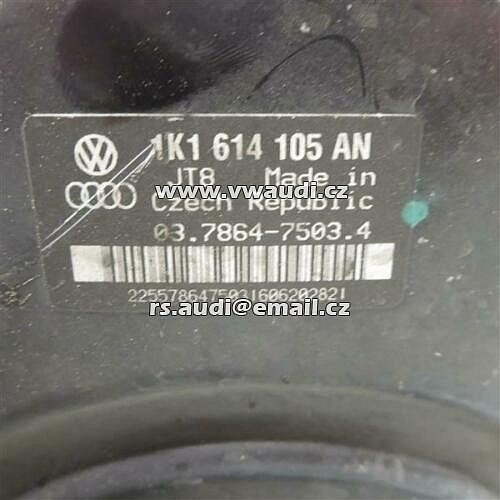 1K1 614 105 AN
JT8 Made in
www.vwaudi.cz
Czech Republic
03.7864-7503.4
2255786475031606202821
rs.audi@email.cz